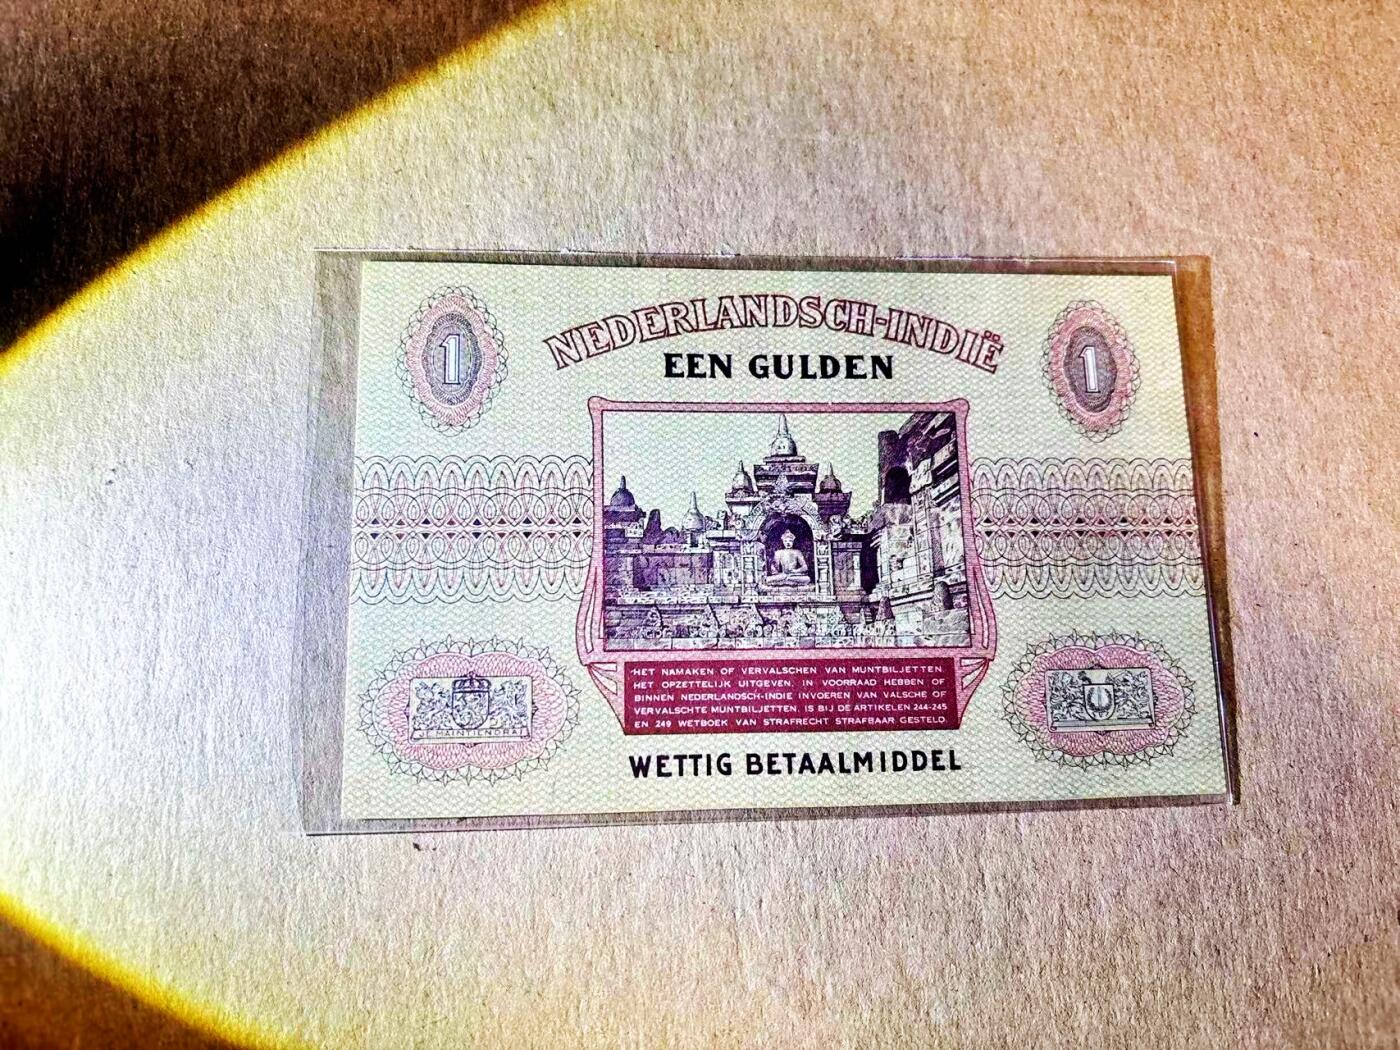 1
NEDERLANDSCH-INDIË
1
EEN GULDEN
HET NAMAKEN OF VERVALSCHEN VAN MUNTBILJETTEN.
HET OPZETTELIJK UITGEVEN, IN VOORRAAD HEBBEN OF
BINNEN NEDERLANDSCH-INDIE INVOEREN VAN VALSCHE OF
VERVALSCHTE MUNTBILJETTEN, IS BIJ DE ARTIKELEN 244-245
EN 249 WETBOEK VAN STRAFRECHT STRAFBAAR GESTELD.
JE MAINTIENDRAI
WETTIG BETAALMIDDEL